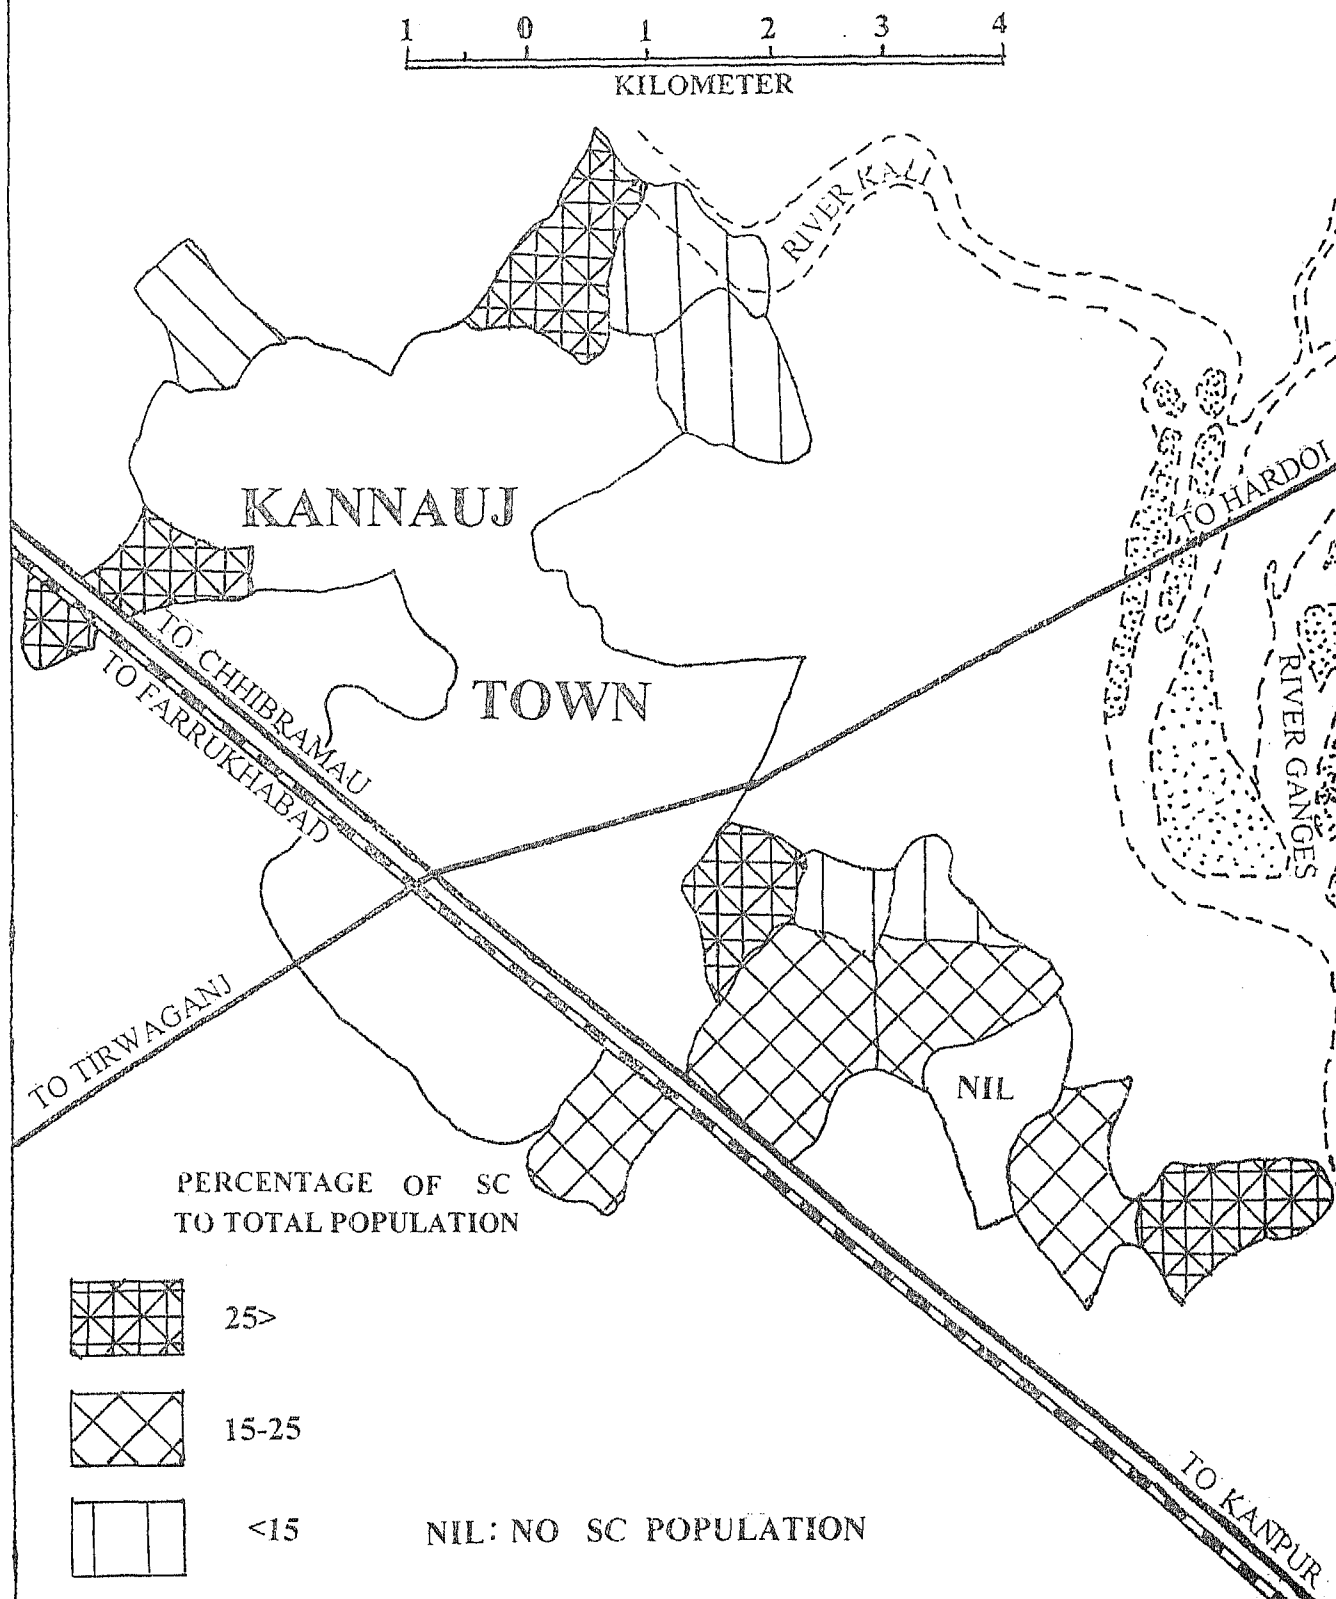 1 0 1 2 3 4
KILOMETER
RIVER KALI
KANNAUJ
TO HARDOI
TO CHHIBRAMAU
TO FARRUKHABAD
TOWN
RIVER GANGES
TO TIRWAGANJ
NIL
PERCENTAGE OF SC
TO TOTAL POPULATION
25>
15-25
<15
NIL: NO SC POPULATION
TO KANPUR